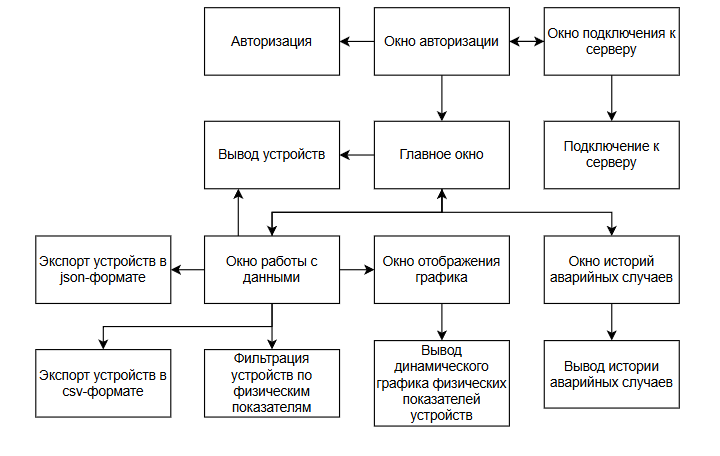 Авторизация
Окно авторизации
Окно подключения к
серверу
Вывод устройств
Главное окно
Подключение к
серверу
Экспорт устройств в
json-формате
Окно работы с
данными
Окно отображения
графика
Окно историй
аварийных случаев
Экспорт устройств в
csv-формате
Фильтрация
устройств по
физическим
показателям
Вывод
динамического
графика физических
показателей
устройств
Вывод истории
аварийных случаев